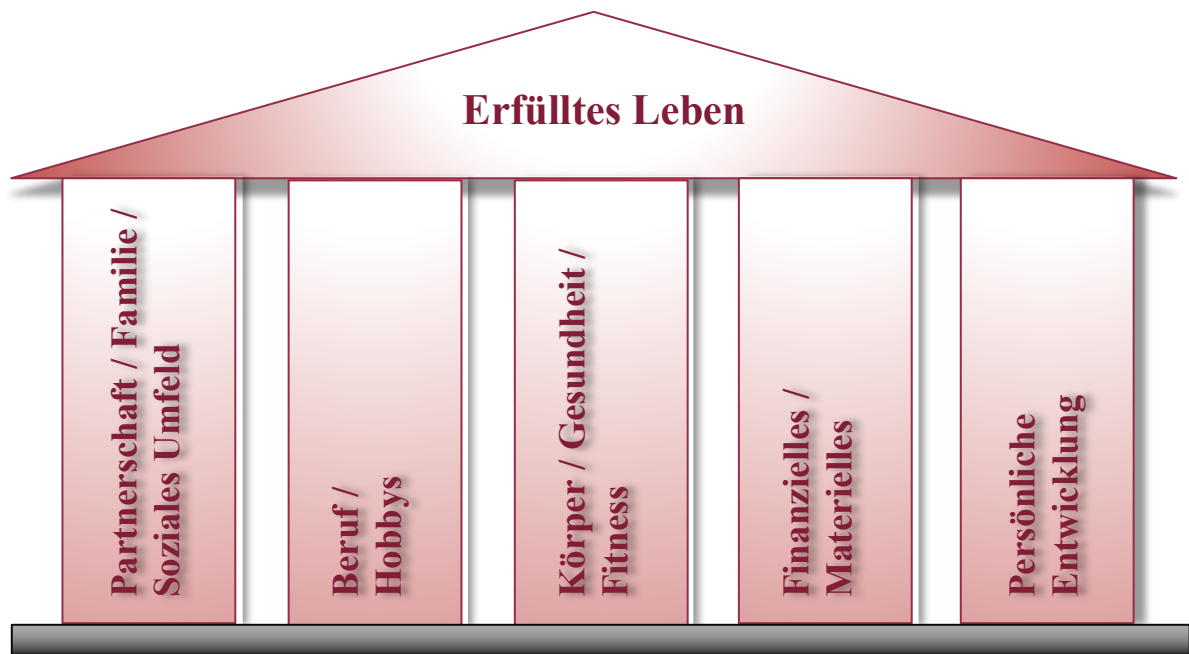 Erfülltes Leben
Partnerschaft / Familie /
Soziales Umfeld
Beruf /
Hobbys
Körper / Gesundheit /
Fitness
Finanzielles /
Materielles
Persönliche
Entwicklung